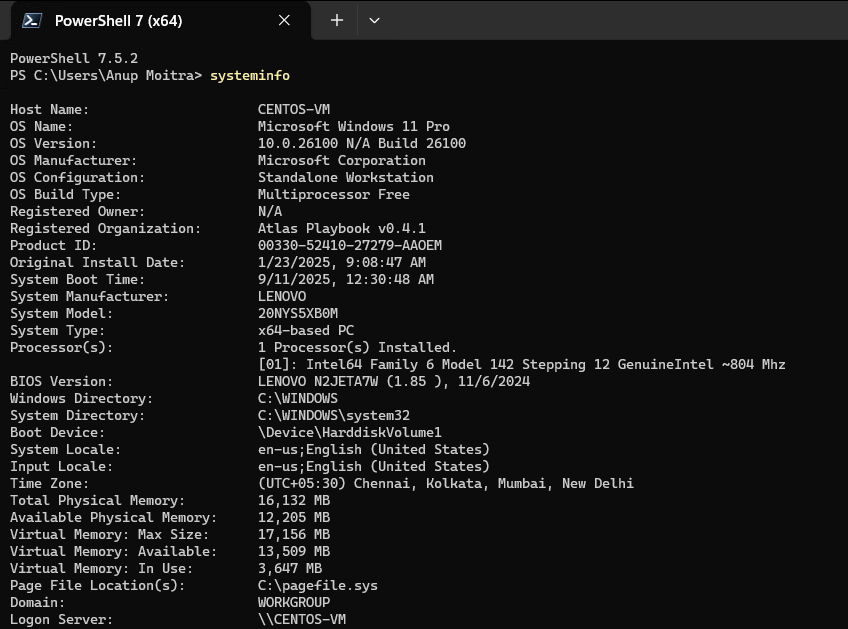 PowerShell 7 (x64)
PowerShell 7.5.2
PS C:\Users\Anup Moitra> systeminfo
Host Name: CENTOS-VM
OS Name: Microsoft Windows 11 Pro
OS Version: 10.0.26100 N/A Build 26100
OS Manufacturer: Microsoft Corporation
OS Configuration: Standalone Workstation
OS Build Type: Multiprocessor Free
Registered Owner: N/A
Registered Organization: Atlas Playbook v0.4.1
Product ID: 00330-52410-27279-AAOEM
Original Install Date: 1/23/2025, 9:08:47 AM
System Boot Time: 9/11/2025, 12:30:48 AM
System Manufacturer: LENOVO
System Model: 20NYS5XB0M
System Type: x64-based PC
Processor(s): 1 Processor(s) Installed.
[01]: Intel64 Family 6 Model 142 Stepping 12 GenuineIntel ~804 Mhz
BIOS Version: LENOVO N2JETA7W (1.85 ), 11/6/2024
Windows Directory: C:\WINDOWS
System Directory: C:\WINDOWS\system32
Boot Device: \Device\HarddiskVolume1
System Locale: en-us;English (United States)
Input Locale: en-us;English (United States)
Time Zone: (UTC+05:30) Chennai, Kolkata, Mumbai, New Delhi
Total Physical Memory: 16,132 MB
Available Physical Memory: 12,205 MB
Virtual Memory: Max Size: 17,156 MB
Virtual Memory: Available: 13,509 MB
Virtual Memory: In Use: 3,647 MB
Page File Location(s): C:\pagefile.sys
Domain: WORKGROUP
Logon Server: \\CENTOS-VM